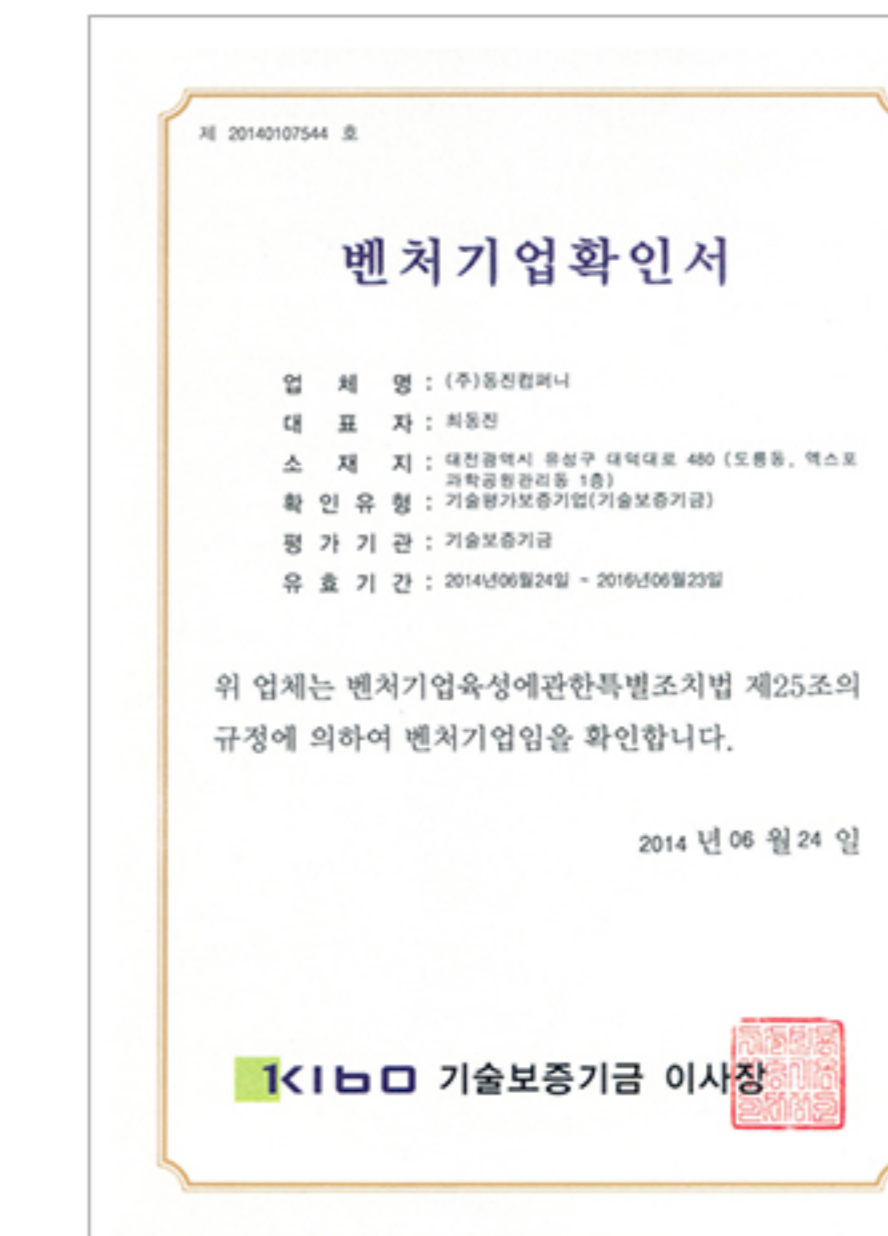 제 20140107544 호
벤처기업확인서
업 체 명 : (주)동진컴퍼니
대 표 자 : 최동진
소 재 지 : 대전광역시 유성구 대덕대로 480 (도룡동, 엑스포
과학공원관리동 1층)
확 인 유 형 : 기술평가보증기업(기술보증기금)
평 가 기 관 : 기술보증기금
유 효 기 간 : 2014년06월24일 ~ 2016년06월23일
위 업체는 벤처기업육성에관한특별조치법 제25조의
규정에 의하여 벤처기업임을 확인합니다.
2014 년 06 월 24 일
KIBO 기술보증기금 이사장